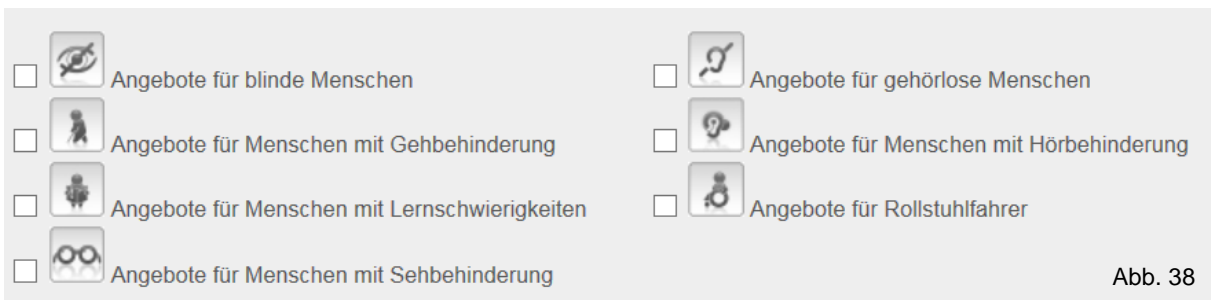 Angebote für blinde Menschen
Angebote für gehörlose Menschen
Angebote für Menschen mit Gehbehinderung
Angebote für Menschen mit Hörbehinderung
Angebote für Menschen mit Lernschwierigkeiten
Angebote für Rollstuhlfahrer
Angebote für Menschen mit Sehbehinderung
Abb. 38